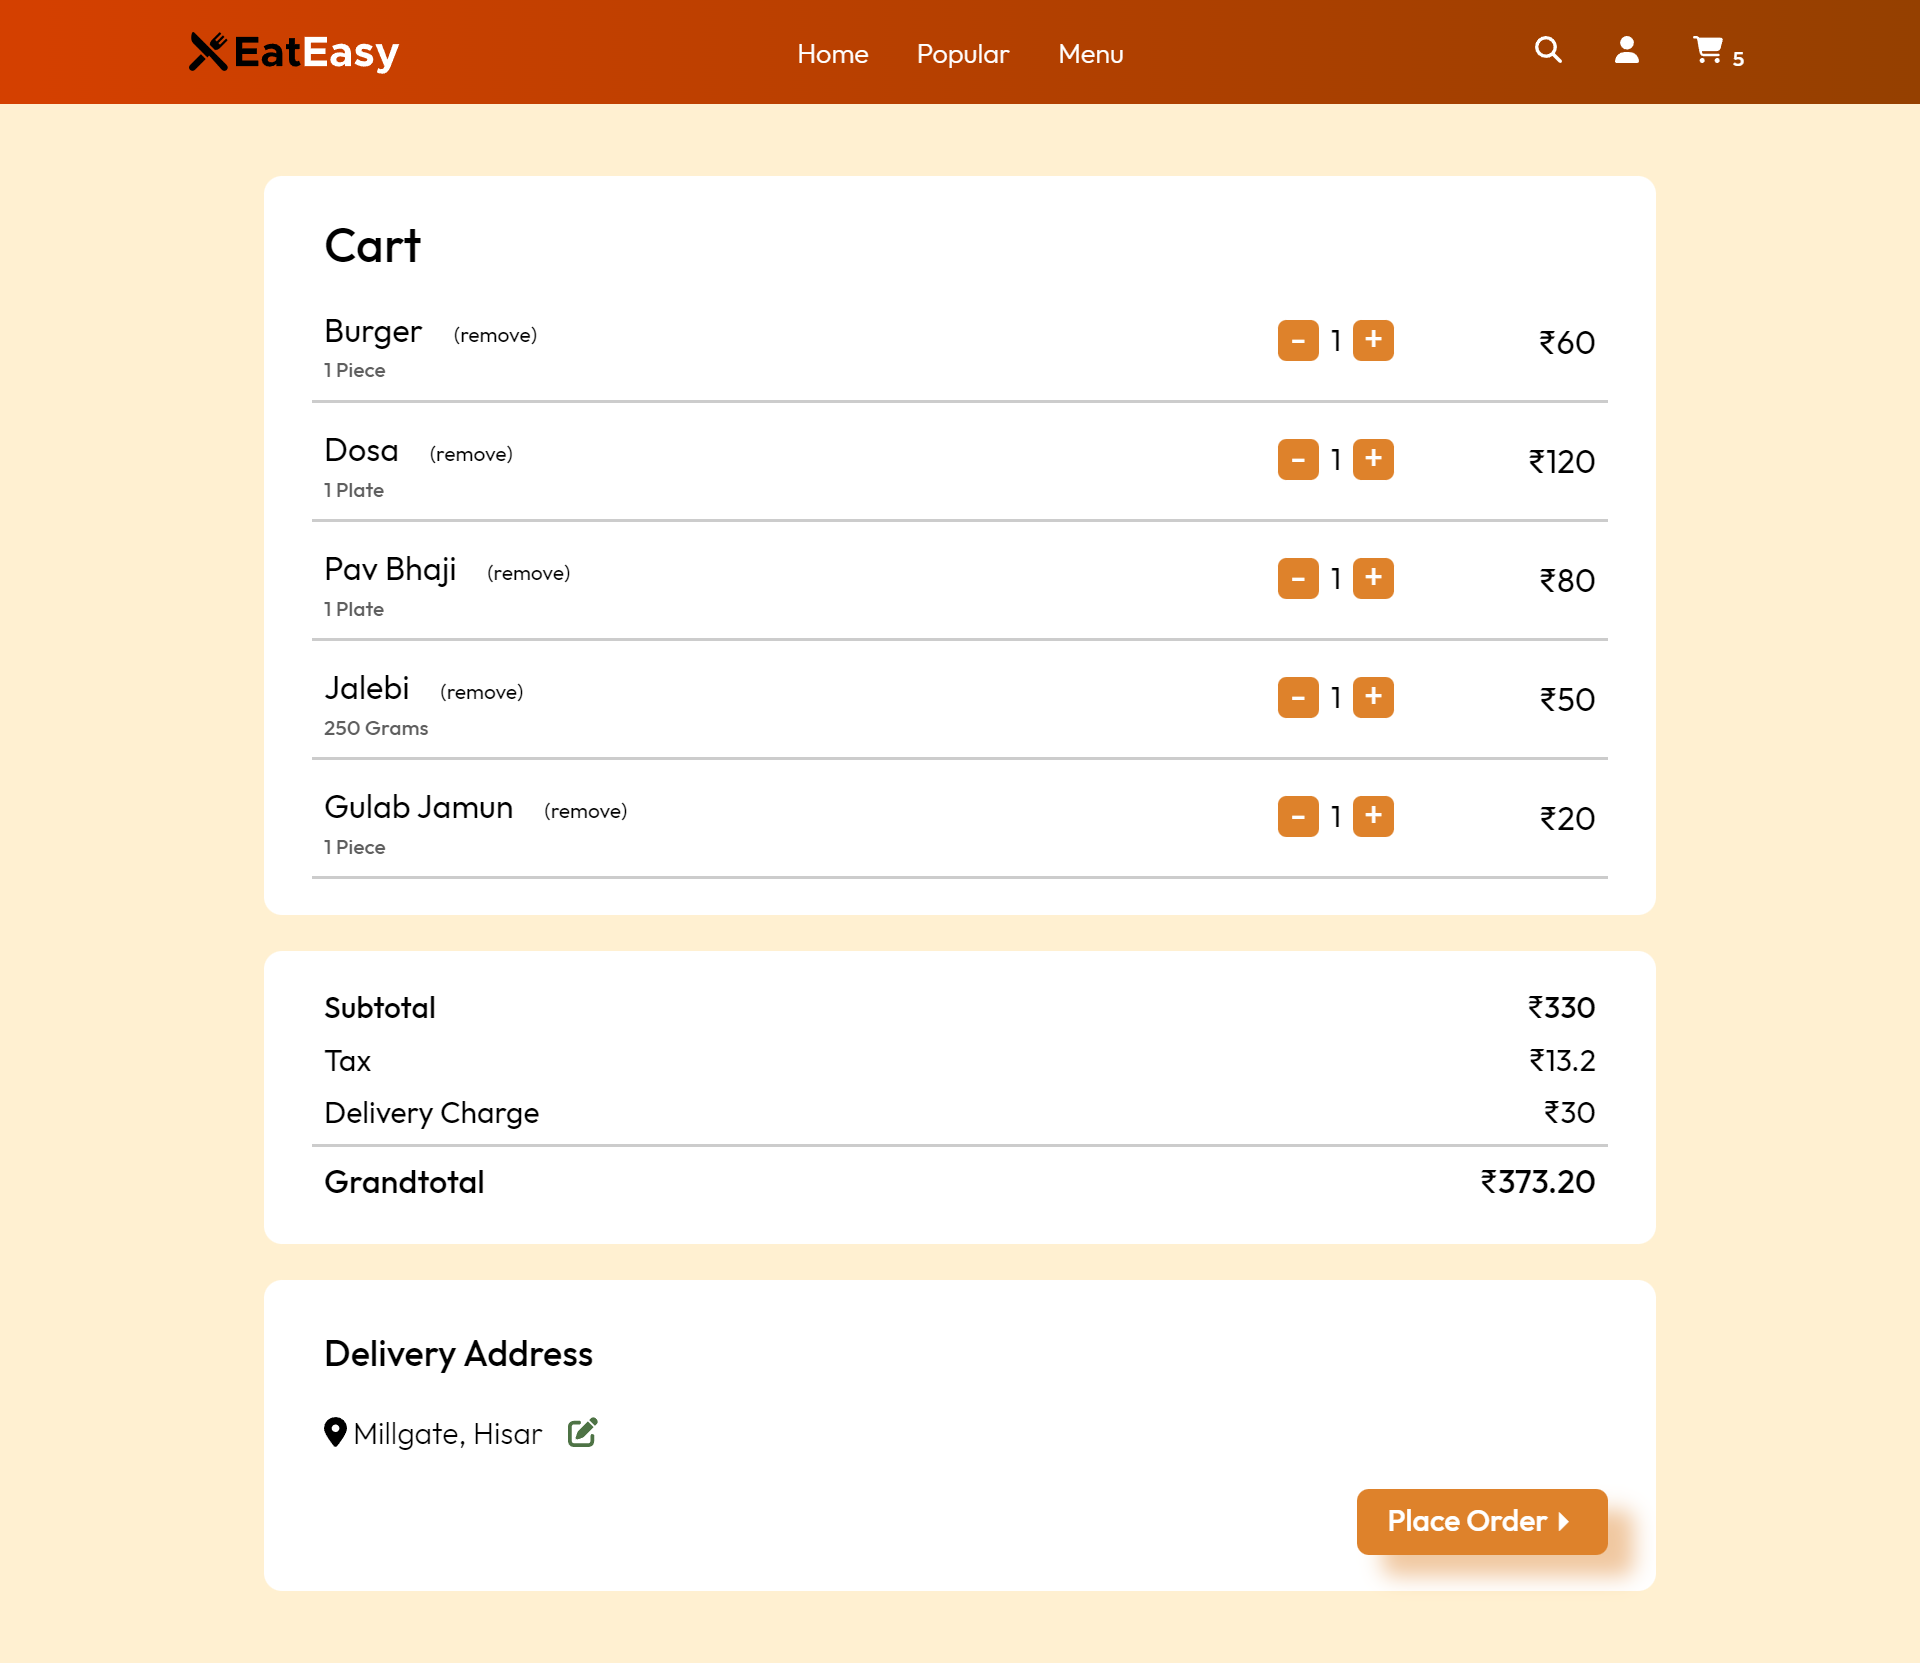 EatEasy
Home Popular Menu 5
Cart
Burger (remove) - 1 + ₹60
1 Piece
Dosa (remove) - 1 + ₹120
1 Plate
Pav Bhaji (remove) - 1 + ₹80
1 Plate
Jalebi (remove) - 1 + ₹50
250 Grams
Gulab Jamun (remove) - 1 + ₹20
1 Piece
Subtotal ₹330
Tax ₹13.2
Delivery Charge ₹30
Grandtotal ₹373.20
Delivery Address
Millgate, Hisar
Place Order